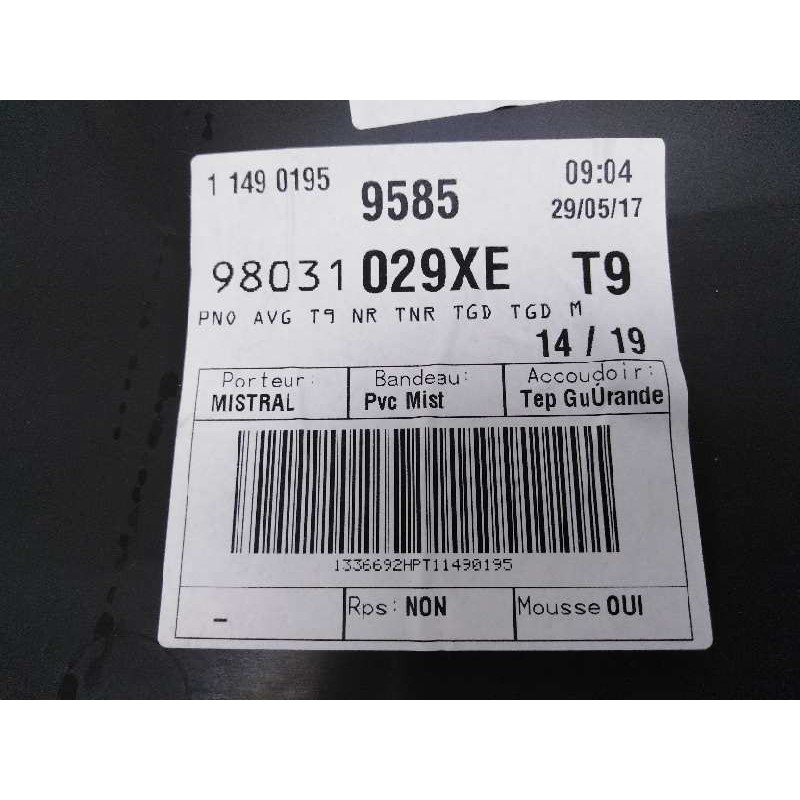 1 149 0195 9585 09:04
29/05/17
98031 029XE T9
PNO AVG T9 NR TNR TGD TGD M
14 / 19
Porteur: Bandeau: Accoudoir:
MISTRAL Pvc Mist Tep GuÚrande
1336692HPT11490195
- Rps: NON Mousse OUI